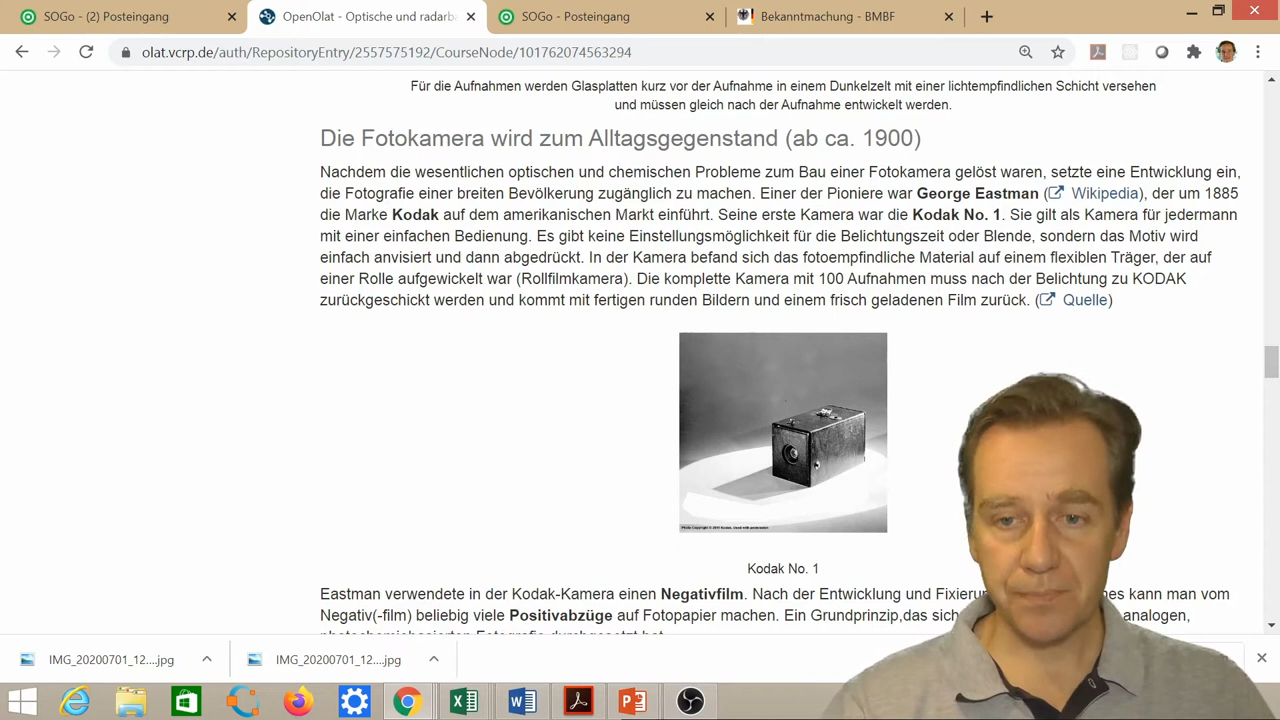 SOGo - (2) Posteingang
OpenOlat - Optische und radarba
SOGo - Posteingang
Bekanntmachung - BMBF
olat.vcrp.de/auth/RepositoryEntry/2557575192/CourseNode/101762074563294
Für die Aufnahmen werden Glasplatten kurz vor der Aufnahme in einem Dunkelzelt mit einer lichtempfindlichen Schicht versehen
und müssen gleich nach der Aufnahme entwickelt werden.
Die Fotokamera wird zum Alltagsgegenstand (ab ca. 1900)
Nachdem die wesentlichen optischen und chemischen Probleme zum Bau einer Fotokamera gelöst waren, setzte eine Entwicklung ein,
die Fotografie einer breiten Bevölkerung zugänglich zu machen. Einer der Pioniere war George Eastman ( Wikipedia), der um 1885
die Marke Kodak auf dem amerikanischen Markt einführt. Seine erste Kamera war die Kodak No. 1. Sie gilt als Kamera für jedermann
mit einer einfachen Bedienung. Es gibt keine Einstellungsmöglichkeit für die Belichtungszeit oder Blende, sondern das Motiv wird
einfach anvisiert und dann abgedrückt. In der Kamera befand sich das fotoempfindliche Material auf einem flexiblen Träger, der auf
einer Rolle aufgewickelt war (Rollfilmkamera). Die komplette Kamera mit 100 Aufnahmen muss nach der Belichtung zu KODAK
zurückgeschickt werden und kommt mit fertigen runden Bildern und einem frisch geladenen Film zurück. ( Quelle)
Kodak No. 1
Eastman verwendete in der Kodak-Kamera einen Negativfilm. Nach der Entwicklung und Fixieru nes kann man vom
Negativ(-film) beliebig viele Positivabzüge auf Fotopapier machen. Ein Grundprinzip,das sich analogen,
IMG_20200701_12....jpg
IMG_20200701_12....jpg